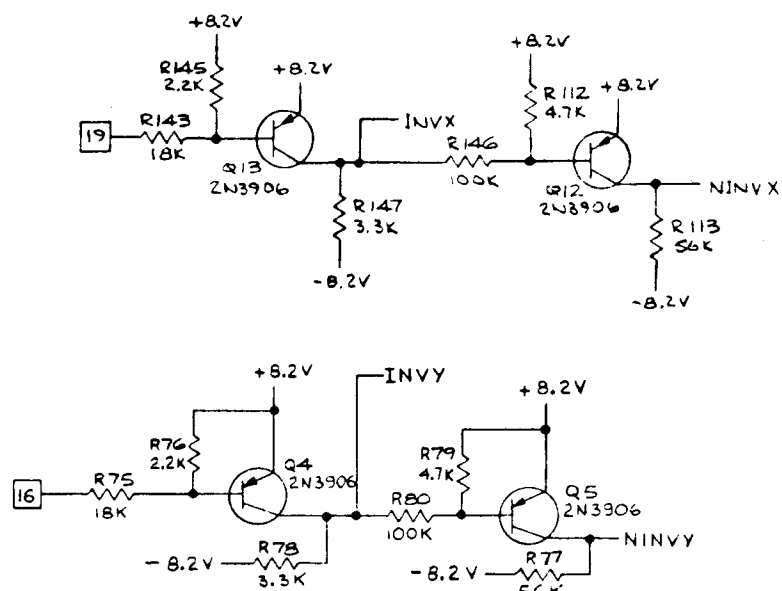 +8.2V
+8.2V
R145
2.2K
+8.2V
R112
4.7K
+8.2V
19
R143
18K
INVX
R146
100K
Q13
2N3906
Q12
2N3906
NINVX
R147
3.3K
R113
56K
-8.2V
-8.2V
+8.2V
INVY
+8.2V
R76
2.2K
R79
4.7K
Q4
2N3906
R75
18K
16
R80
100K
Q5
2N3906
R78
3.3K
-8.2V
NINVY
R77
-8.2V